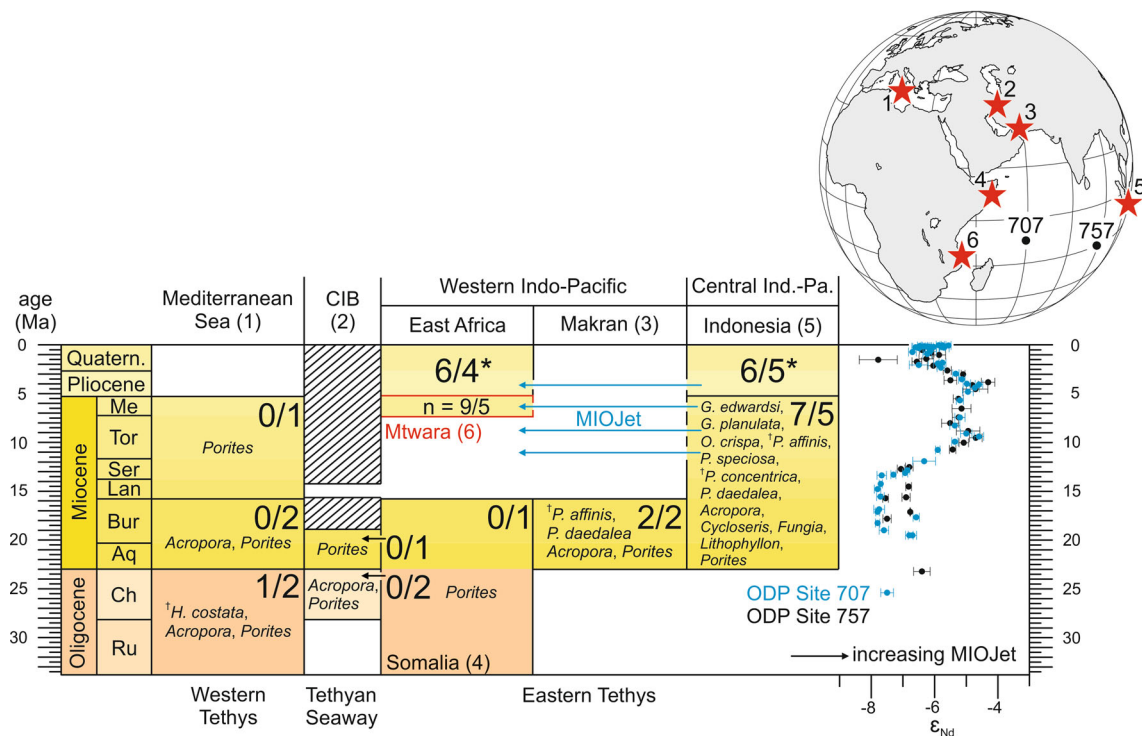 1
2
3
4
5
6
707
757
age
(Ma)
Mediterranean
Sea (1)
CIB
(2)
Western Indo-Pacific
Central Ind.-Pa.
East Africa
Makran (3)
Indonesia (5)
0
5
10
15
20
25
30
Quatern.
Pliocene
Miocene
Me
Tor
Ser
Lan
Bur
Aq
Oligocene
Ch
Ru
0/1
Porites
0/2
Acropora, Porites
1/2
†H. costata,
Acropora, Porites
Porites
0/1
Acropora,
Porites
0/2
6/4*
n = 9/5
Mtwara (6)
MIOJet
0/1
Porites
Somalia (4)
†P. affinis,
2/2
P. daedalea
Acropora, Porites
6/5*
G. edwardsi,
7/5
G. planulata,
O. crispa, †P. affinis,
P. speciosa,
†P. concentrica,
P. daedalea,
Acropora,
Cycloseris, Fungia,
Lithophyllon,
Porites
ODP Site 707
ODP Site 757
increasing MIOJet
0
5
10
15
20
25
30
Western
Tethys
Tethyan
Seaway
Eastern Tethys
-8
-6
-4
εNd